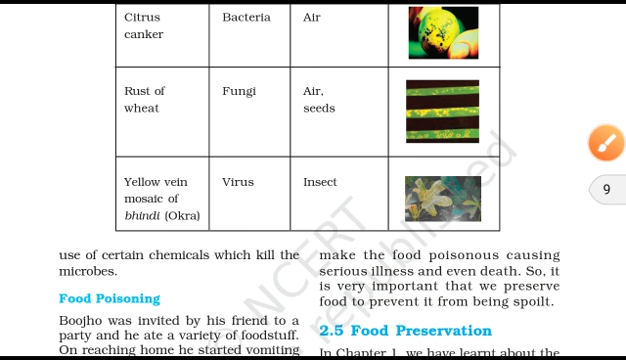 Citrus Bacteria Air
canker
Rust of Fungi Air,
wheat seeds
Yellow vein Virus Insect
mosaic of
bhindi (Okra)
9
use of certain chemicals which kill the
microbes.
Food Poisoning
Boojho was invited by his friend to a
party and he ate a variety of foodstuff.
On reaching home he started vomiting
make the food poisonous causing
serious illness and even death. So, it
is very important that we preserve
food to prevent it from being spoilt.
2.5 Food Preservation
In Chapter 1, we have learnt about the
© NCERT
republished